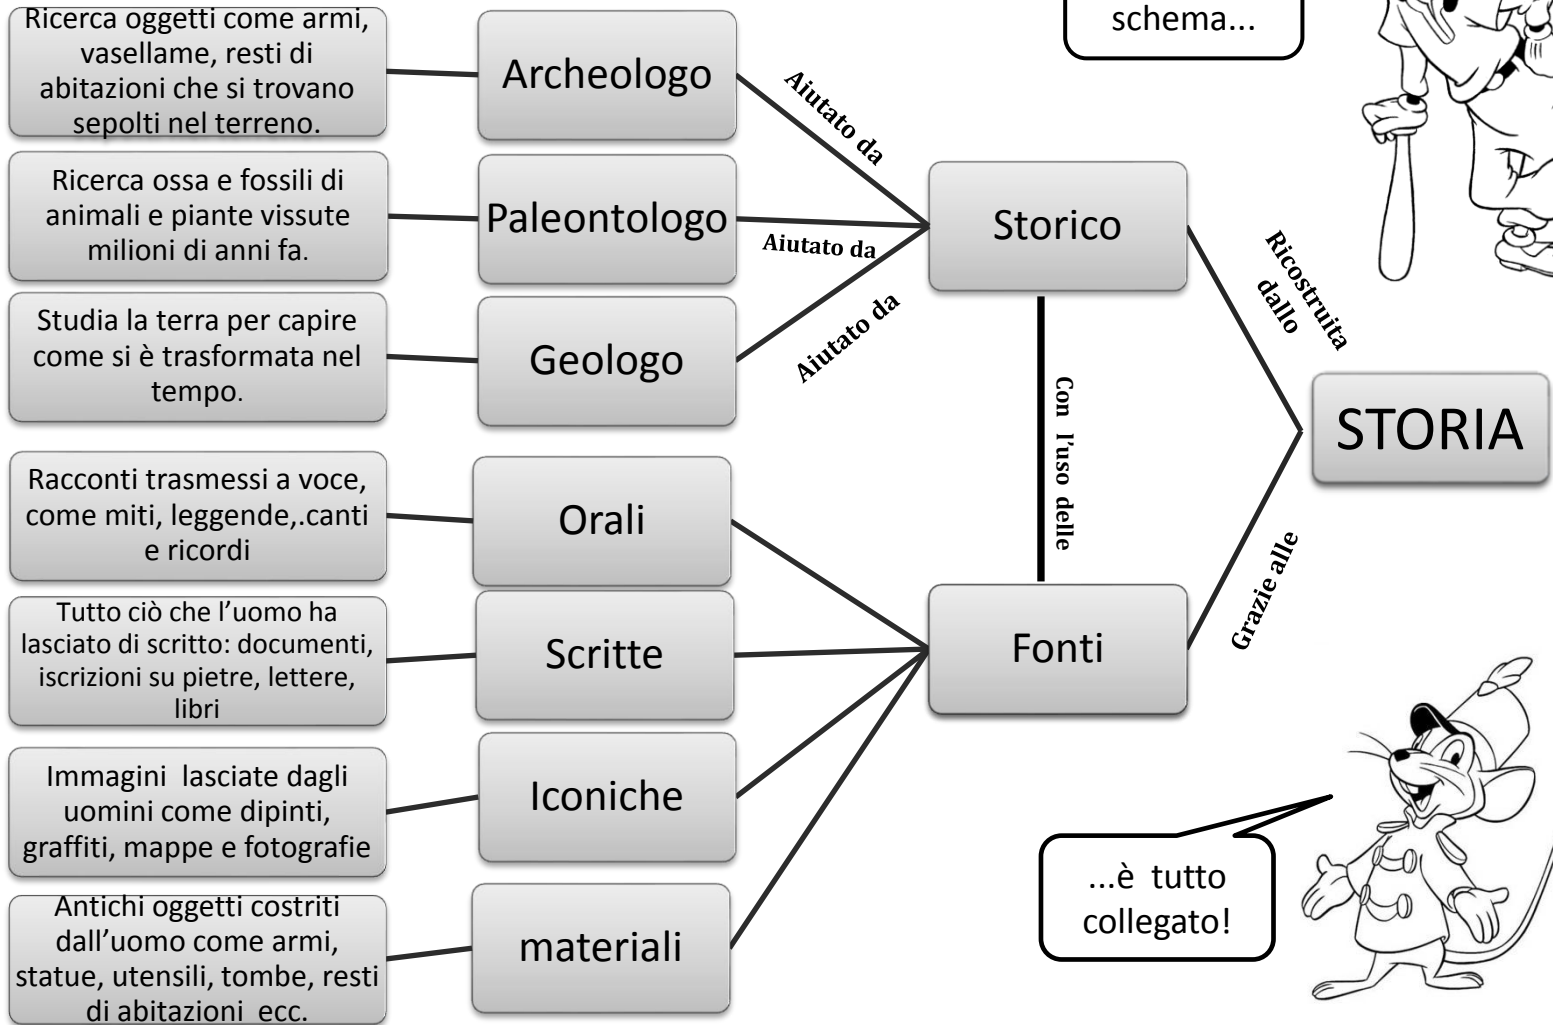 Ricerca oggetti come armi,
vasellame, resti di
abitazioni che si trovano
sepolti nel terreno.
Archeologo
Aiutato da
schema...
Ricerca ossa e fossili di
animali e piante vissute
milioni di anni fa.
Paleontologo
Aiutato da
Storico
Ricostruita
dallo
Studia la terra per capire
come si è trasformata nel
tempo.
Geologo
Aiutato da
Con l'uso delle
STORIA
Racconti trasmessi a voce,
come miti, leggende,.canti
e ricordi
Orali
Tutto ciò che l'uomo ha
lasciato di scritto: documenti,
iscrizioni su pietre, lettere,
libri
Scritte
Fonti
Grazie alle
Immagini lasciate dagli
uomini come dipinti,
graffiti, mappe e fotografie
Iconiche
Antichi oggetti costriti
dall'uomo come armi,
statue, utensili, tombe, resti
di abitazioni ecc.
materiali
...è tutto
collegato!